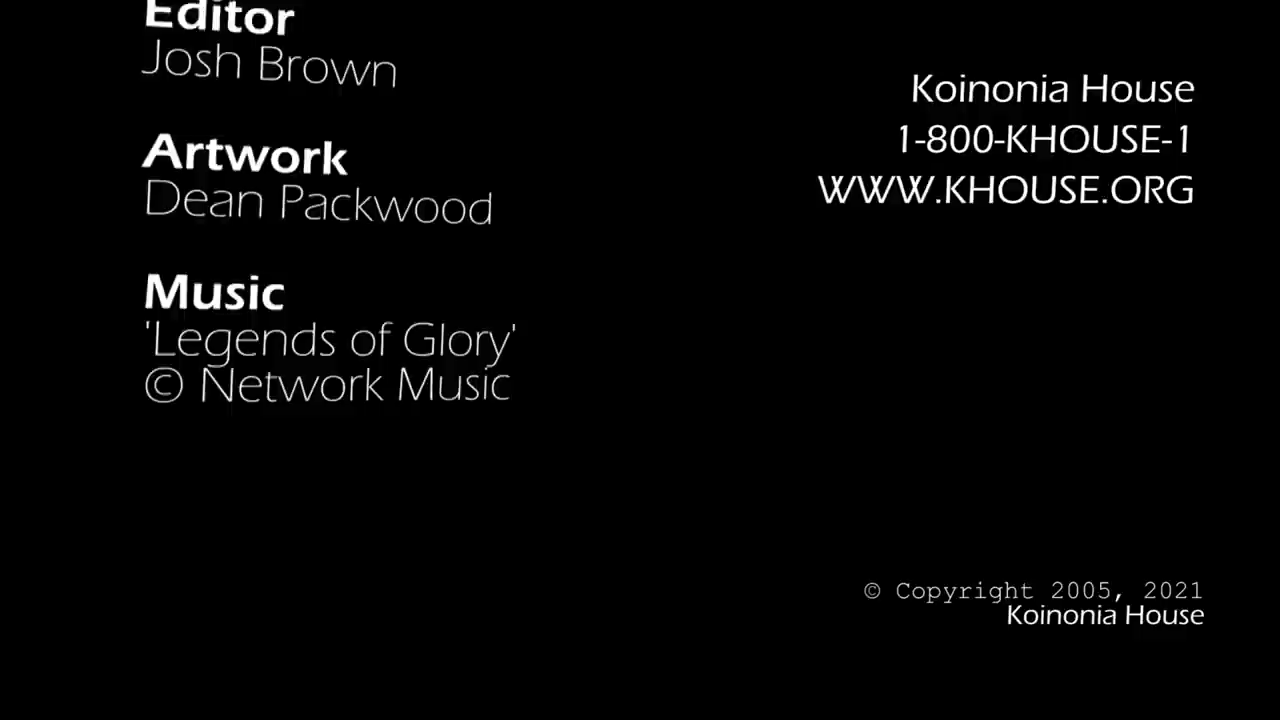 Editor
Josh Brown
Artwork
Dean Packwood
Music
'Legends of Glory'
© Network Music
Koinonia House
1-800-KHOUSE-1
WWW.KHOUSE.ORG
© Copyright 2005, 2021
Koinonia House